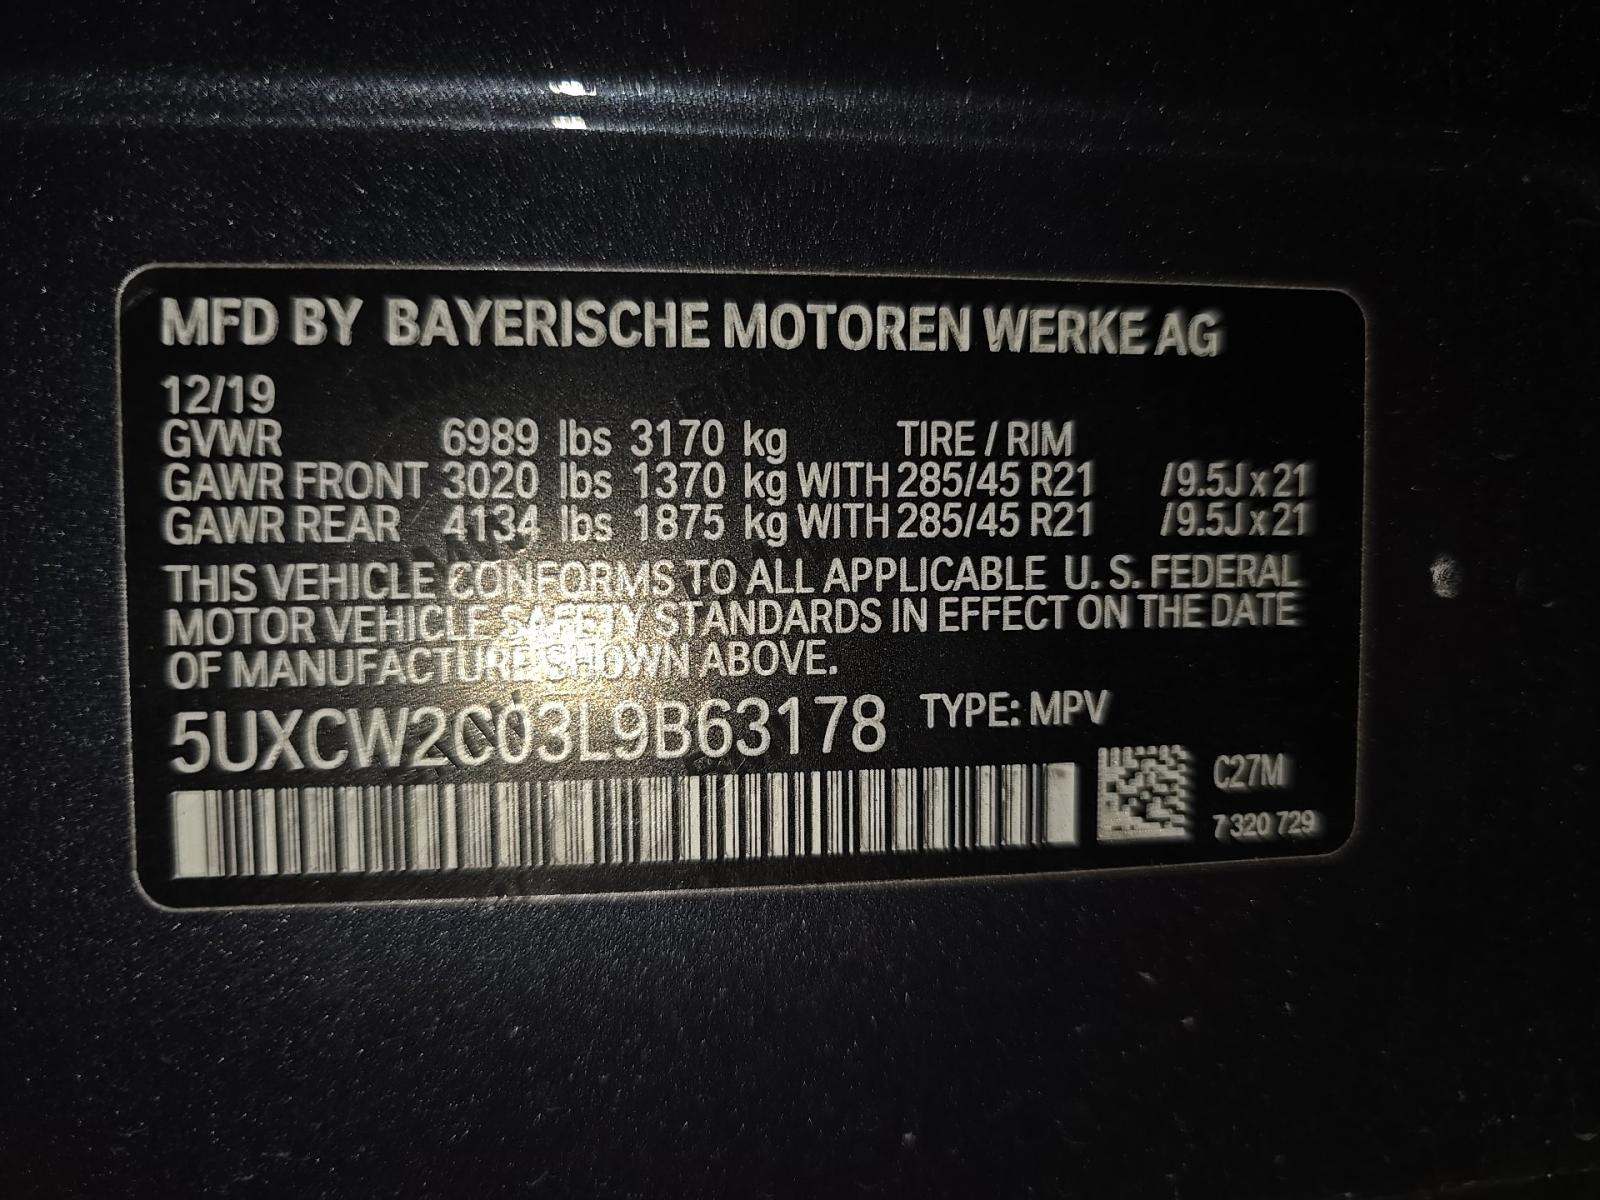 MFD BY BAYERISCHE MOTOREN WERKE AG
12/19
GVWR 6989 lbs 3170 kg TIRE / RIM
GAWR FRONT 3020 lbs 1370 kg WITH 285/45 R21 / 9.5J x 21
GAWR REAR 4134 lbs 1875 kg WITH 285/45 R21 / 9.5J x 21
THIS VEHICLE CONFORMS TO ALL APPLICABLE U. S. FEDERAL
MOTOR VEHICLE SAFETY STANDARDS IN EFFECT ON THE DATE
OF MANUFACTURE SHOWN ABOVE.
5UXCW2C03L9B63178 TYPE: MPV
C27M
7 320 729